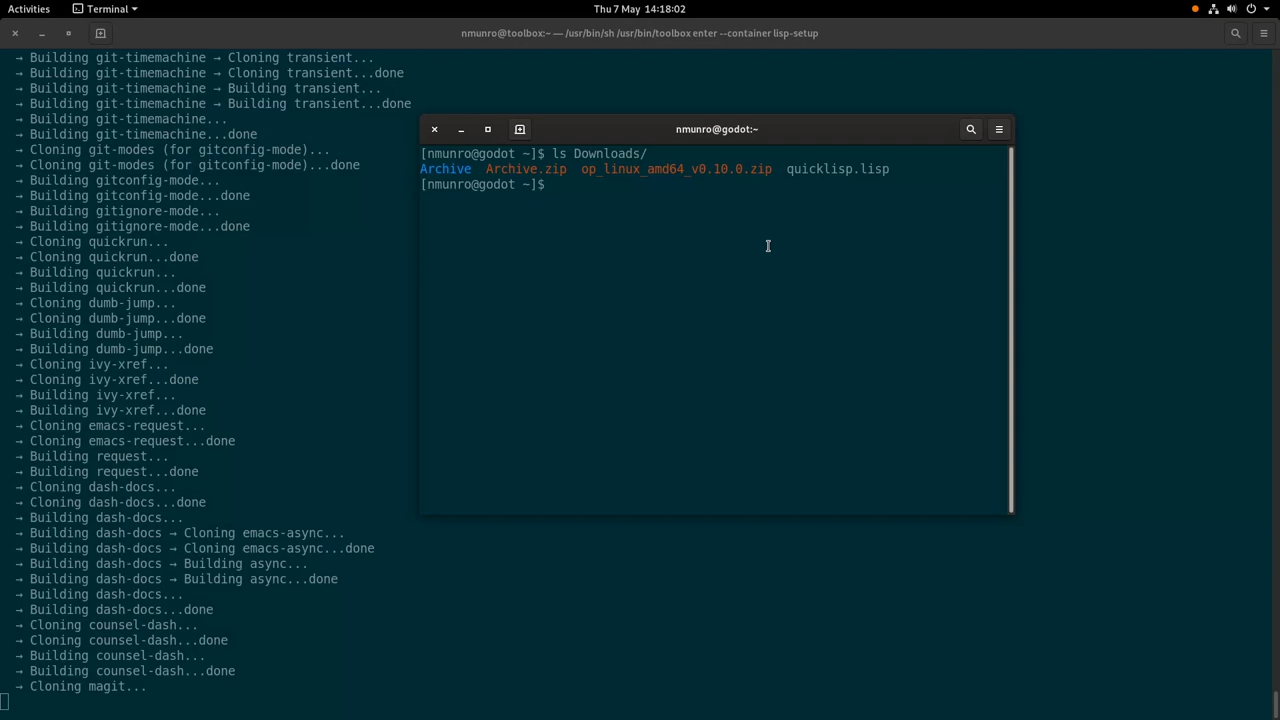 Activities Terminal Thu 7 May 14:18:02
nmunro@toolbox:~ — /usr/bin/sh /usr/bin/toolbox enter --container lisp-setup
→ Building git-timemachine → Cloning transient...
→ Building git-timemachine → Cloning transient...done
→ Building git-timemachine → Building transient...
→ Building git-timemachine → Building transient...done
→ Building git-timemachine...
→ Building git-timemachine...done
→ Cloning git-modes (for gitconfig-mode)...
→ Cloning git-modes (for gitconfig-mode)...done
→ Building gitconfig-mode...
→ Building gitconfig-mode...done
→ Building gitignore-mode...
→ Building gitignore-mode...done
→ Cloning quickrun...
→ Cloning quickrun...done
→ Building quickrun...
→ Building quickrun...done
→ Cloning dumb-jump...
→ Cloning dumb-jump...done
→ Building dumb-jump...
→ Building dumb-jump...done
→ Cloning ivy-xref...
→ Cloning ivy-xref...done
→ Building ivy-xref...
→ Building ivy-xref...done
→ Cloning emacs-request...
→ Cloning emacs-request...done
→ Building request...
→ Building request...done
→ Cloning dash-docs...
→ Cloning dash-docs...done
→ Building dash-docs...
→ Building dash-docs → Cloning emacs-async...
→ Building dash-docs → Cloning emacs-async...done
→ Building dash-docs → Building async...
→ Building dash-docs → Building async...done
→ Building dash-docs...
→ Building dash-docs...done
→ Cloning counsel-dash...
→ Cloning counsel-dash...done
→ Building counsel-dash...
→ Building counsel-dash...done
→ Cloning magit...
nmunro@godot:~
[nmunro@godot ~]$ ls Downloads/
Archive Archive.zip op_linux_amd64_v0.10.0.zip quicklisp.lisp
[nmunro@godot ~]$